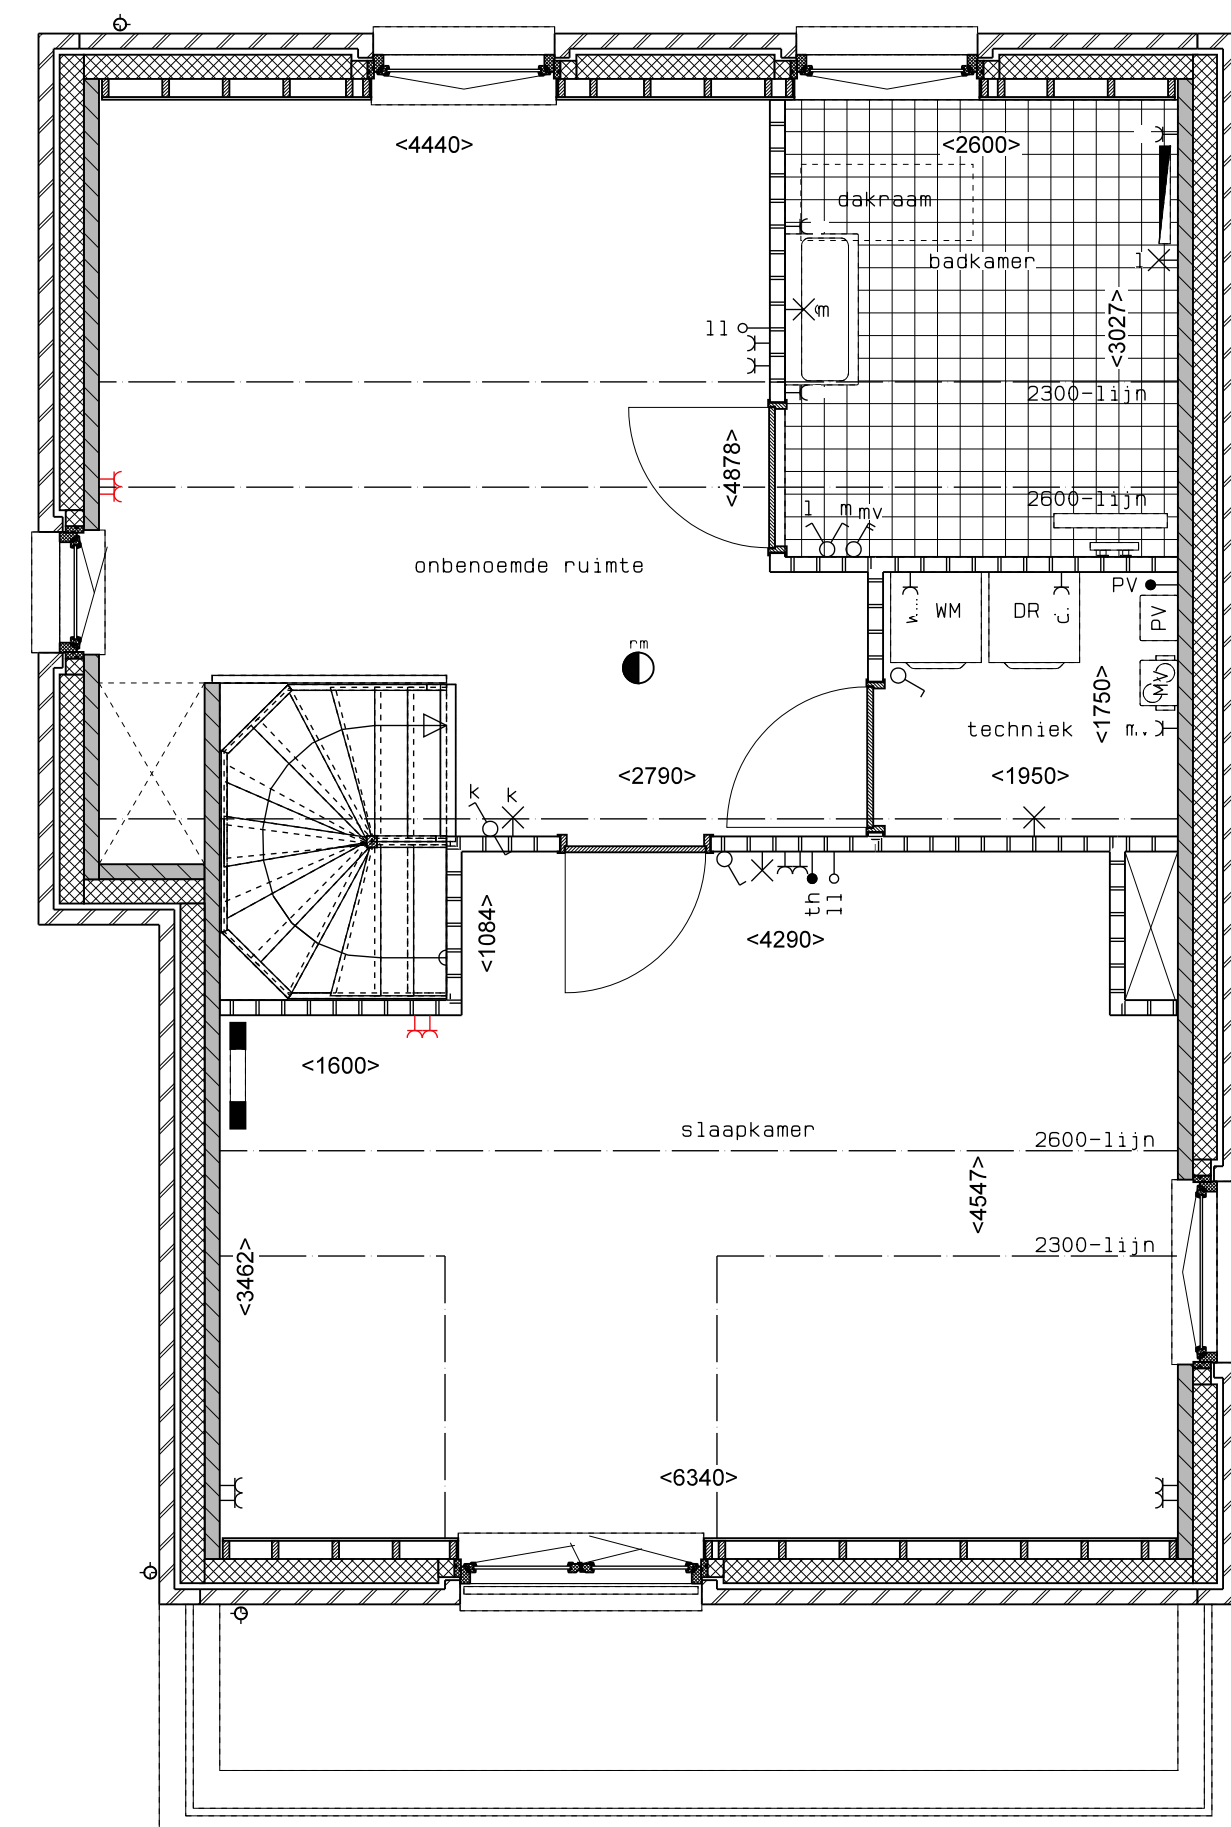 <4440>
<2600>
dakraam
badkamer
l
m
<3027>
ll
2300-lijn
<4878>
2600-lijn
l
m
mv
onbenoemde ruimte
PV
PV
w...
WM
DR
rm
MV
<1750>
techniek
m..
<2790>
<1950>
k
k
th
ll
<1084>
<4290>
<1600>
slaapkamer
2600-lijn
<4547>
2300-lijn
<3462>
<6340>